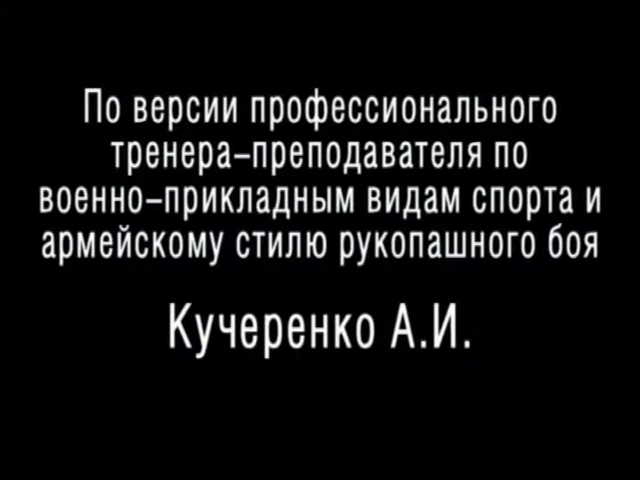 По версии профессионального
тренера-преподавателя по
военно-прикладным видам спорта и
армейскому стилю рукопашного боя
Кучеренко А.И.